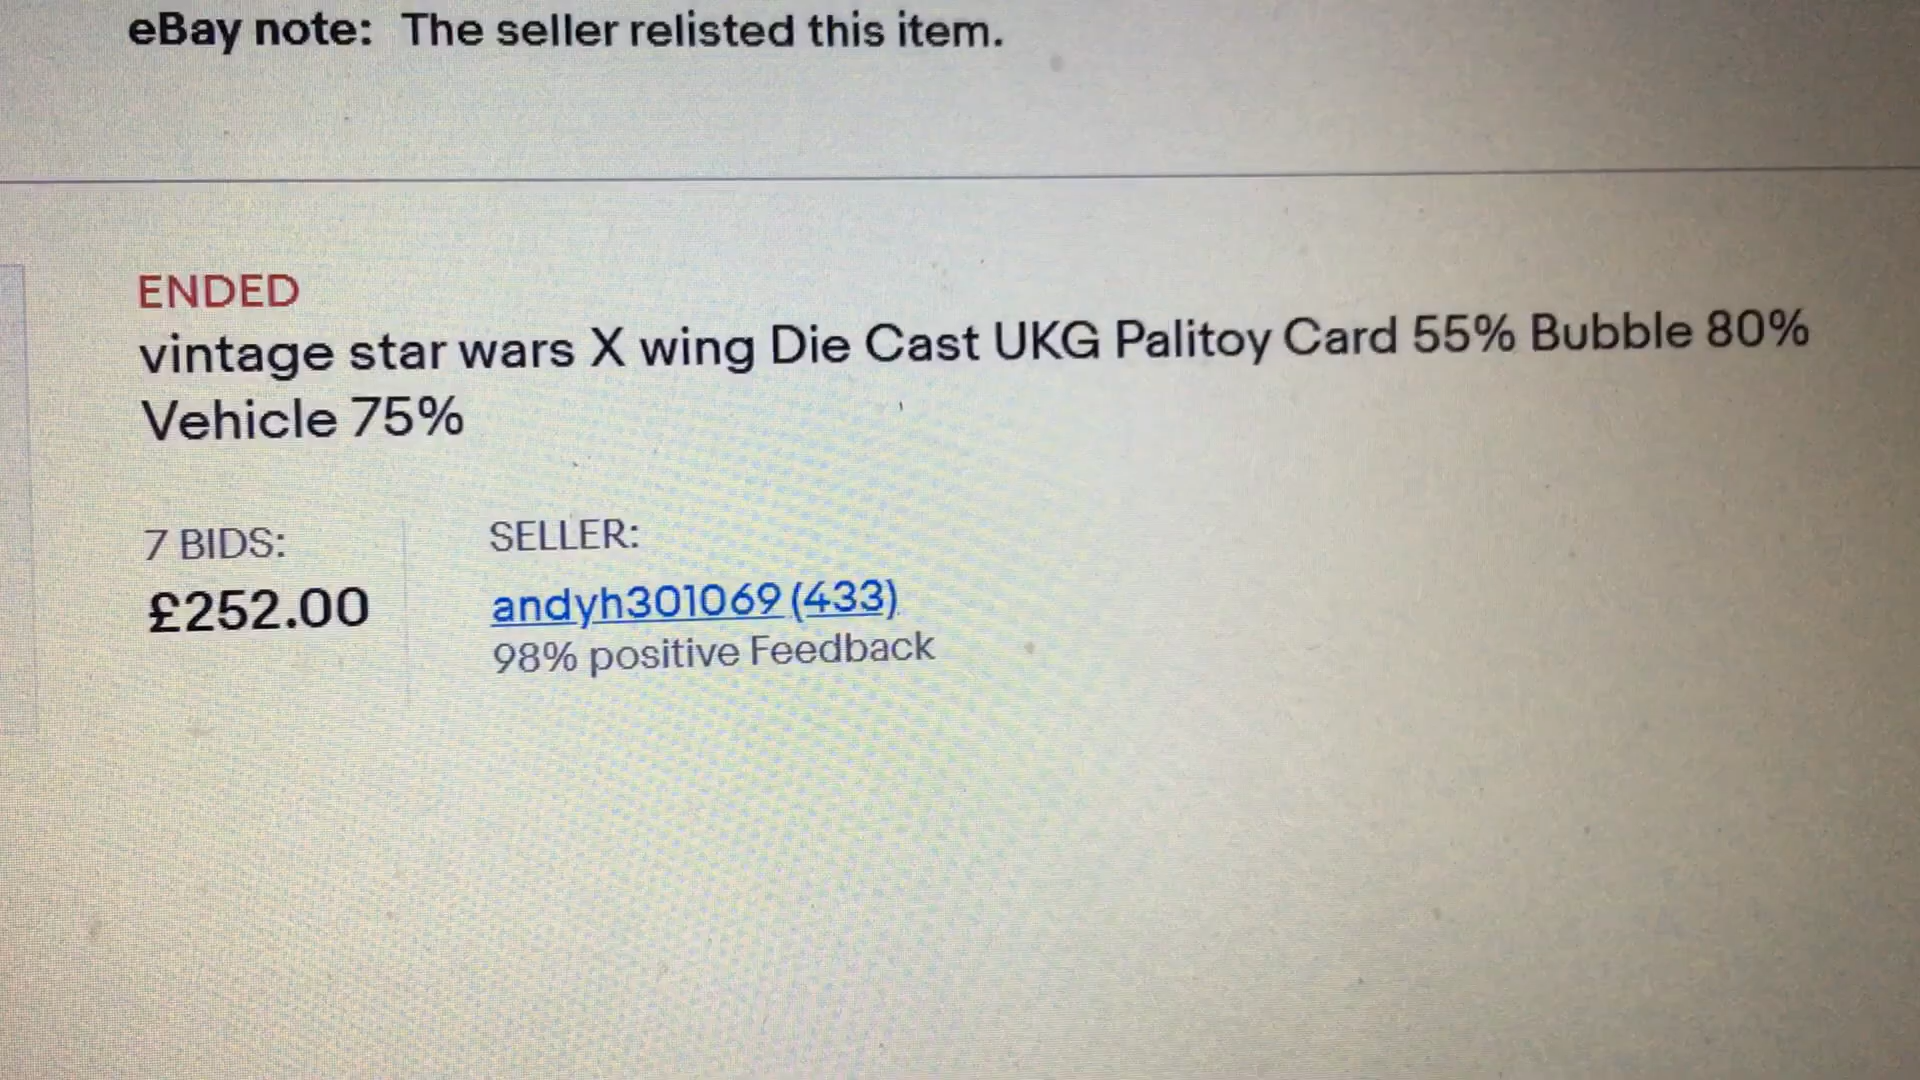 eBay note: The seller relisted this item.
ENDED
vintage star wars X wing Die Cast UKG Palitoy Card 55% Bubble 80%
Vehicle 75%
7 BIDS:
SELLER:
£252.00
andyh301069 (433)
98% positive Feedback